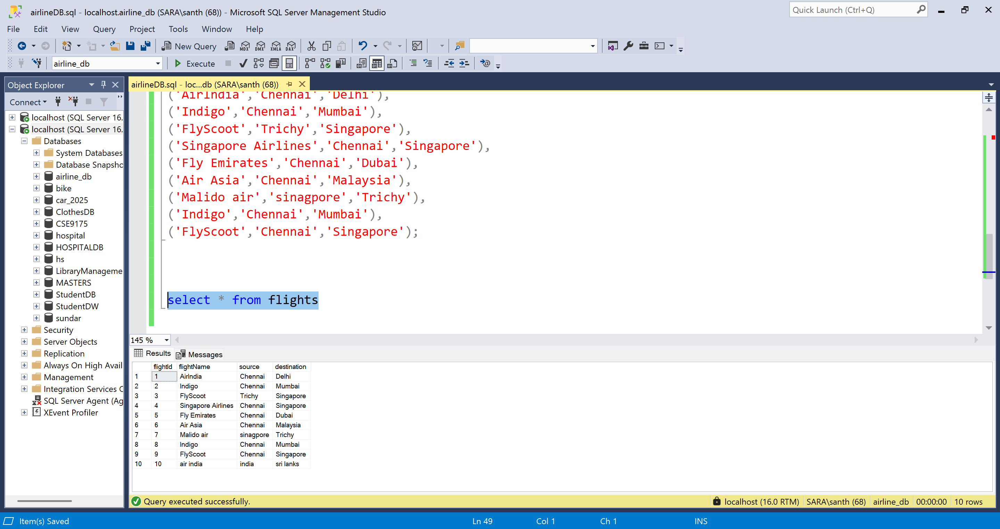 airlineDB.sql - localhost.airline_db (SARA\santh (68)) - Microsoft SQL Server Management Studio
Quick Launch (Ctrl+Q)
File Edit View Query Project Tools Window Help
New Query MDX DMX XMLA DAX
airline_db Execute
Object Explorer
Connect
localhost (SQL Server 16.
localhost (SQL Server 16.
Databases
System Databases
Database Snapsho
airline_db
bike
car_2025
ClothesDB
CSE9175
hospital
HOSPITALDB
hs
LibraryManageme
MASTERS
StudentDB
StudentDW
sundar
Security
Server Objects
Replication
Always On High Avail
Management
Integration Services C
SQL Server Agent (Ag
XEvent Profiler
airlineDB.sql - loc...db (SARA\santh (68))
('AirIndia','Chennai','Delhi'),
('Indigo','Chennai','Mumbai'),
('FlyScoot','Trichy','Singapore'),
('Singapore Airlines','Chennai','Singapore'),
('Fly Emirates','Chennai','Dubai'),
('Air Asia','Chennai','Malaysia'),
('Malido air','sinagpore','Trichy'),
('Indigo','Chennai','Mumbai'),
('FlyScoot','Chennai','Singapore');
select * from flights
145 %
Results Messages
flightId flightName source destination
1 1 AirIndia Chennai Delhi
2 2 Indigo Chennai Mumbai
3 3 FlyScoot Trichy Singapore
4 4 Singapore Airlines Chennai Singapore
5 5 Fly Emirates Chennai Dubai
6 6 Air Asia Chennai Malaysia
7 7 Malido air sinagpore Trichy
8 8 Indigo Chennai Mumbai
9 9 FlyScoot Chennai Singapore
10 10 air india india sri lanks
Query executed successfully. localhost (16.0 RTM) SARA\santh (68) airline_db 00:00:00 10 rows
Item(s) Saved Ln 49 Col 1 Ch 1 INS